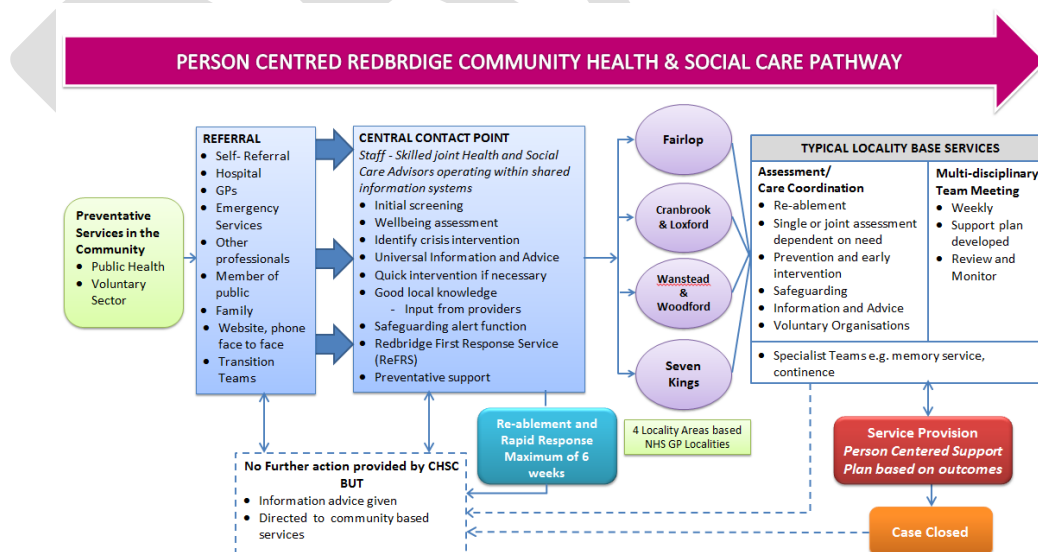 PERSON CENTRED REDBRDIGE COMMUNITY HEALTH & SOCIAL CARE PATHWAY
Preventative
Services in the
Community
• Public Health
• Voluntary
Sector
REFERRAL
• Self- Referral
• Hospital
• GPs
• Emergency
Services
• Other
professionals
• Member of
public
• Family
• Website, phone
face to face
• Transition
Teams
CENTRAL CONTACT POINT
Staff - Skilled joint Health and Social
Care Advisors operating within shared
information systems
• Initial screening
• Wellbeing assessment
• Identify crisis intervention
• Universal Information and Advice
• Quick intervention if necessary
• Good local knowledge
- Input from providers
• Safeguarding alert function
• Redbridge First Response Service
(ReFRS)
• Preventative support
Fairlop
Cranbrook
& Loxford
Wanstead
&
Woodford
Seven
Kings
4 Locality Areas based
NHS GP Localities
TYPICAL LOCALITY BASE SERVICES
Assessment/
Care Coordination
• Re-ablement
• Single or joint assessment
dependent on need
• Prevention and early
intervention
• Safeguarding
• Information and Advice
• Voluntary Organisations
Multi-disciplinary
Team Meeting
• Weekly
• Support plan
developed
• Review and
Monitor
• Specialist Teams e.g. memory service,
continence
Re-ablement and
Rapid Response
Maximum of 6
weeks
No Further action provided by CHSC
BUT
• Information advice given
• Directed to community based
services
Service Provision
Person Centered Support
Plan based on outcomes
Case Closed